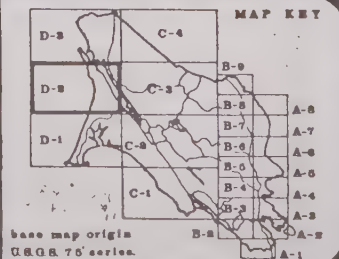 MAP KEY
D-3
C-4
B-9
D-2
C-3
B-8
A-8
B-7
A-7
B-6
A-6
D-1
C-2
B-5
A-5
B-4
A-4
C-1
B-3
A-3
B-2
A-2
A-1
base map origin
U.S.G.S. 7.5' series.